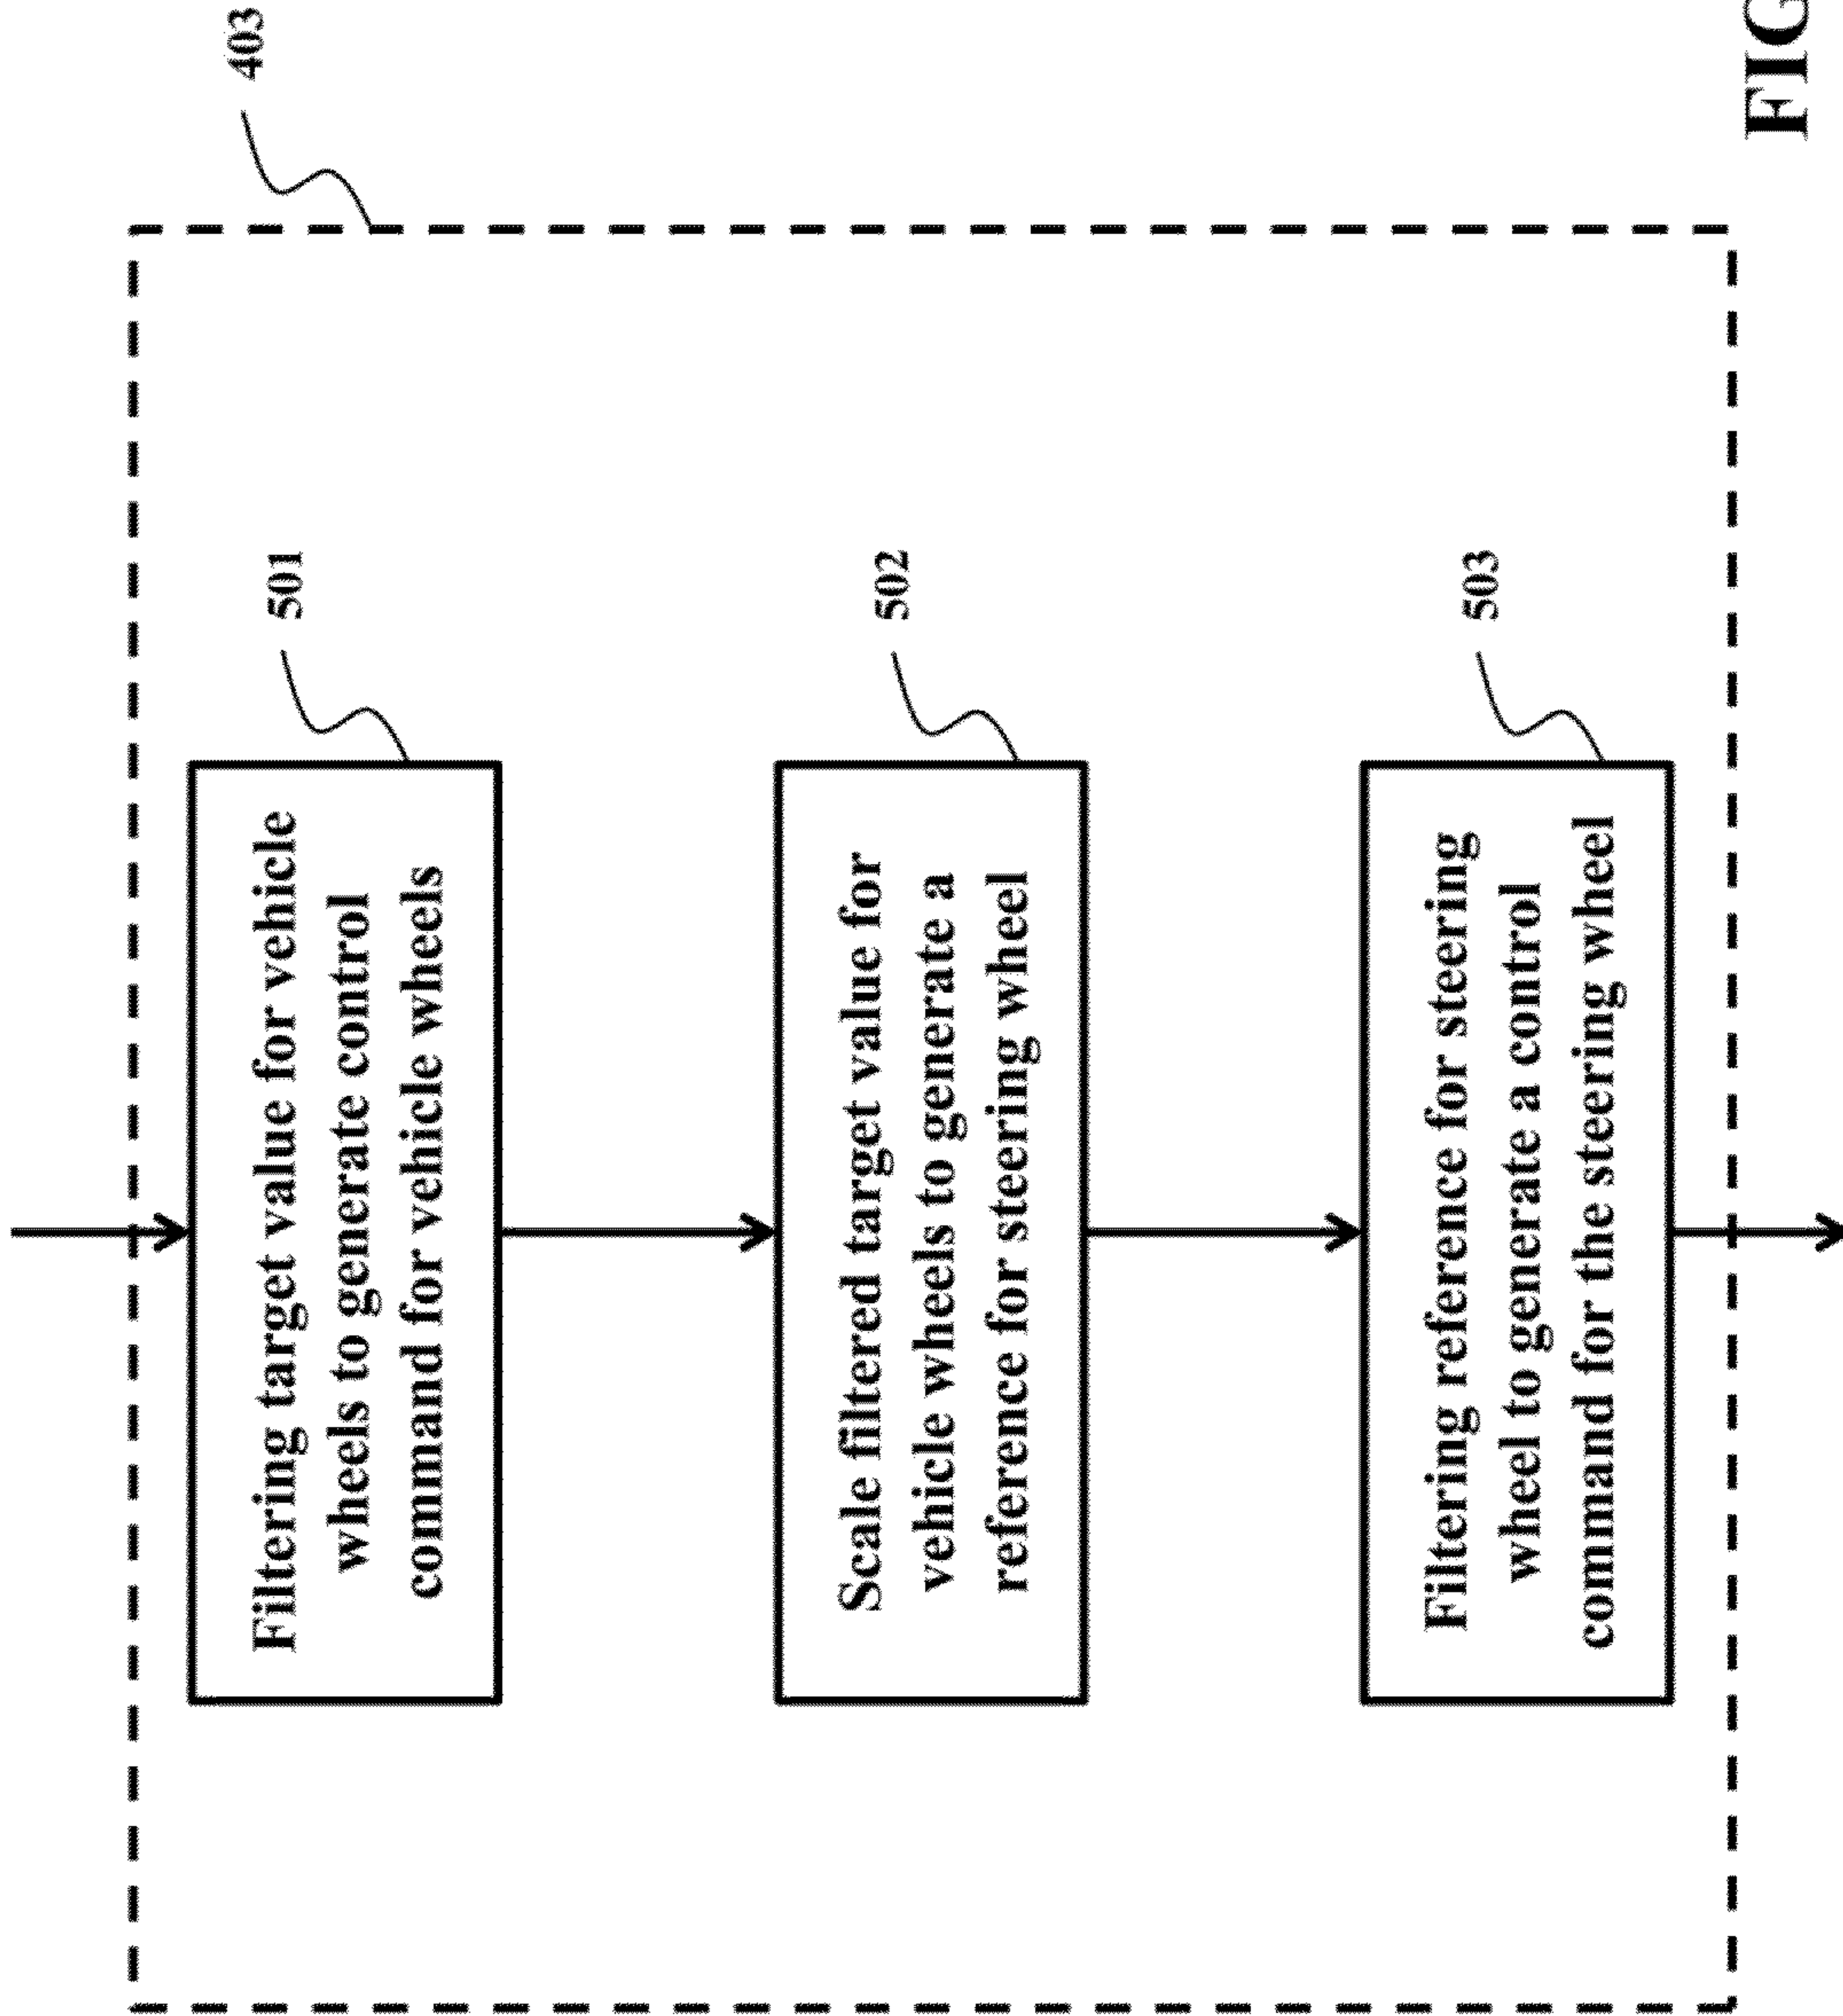 403
501
Filtering target value for vehicle
wheels to generate control
command for vehicle wheels
502
Scale filtered target value for
vehicle wheels to generate a
reference for steering wheel
503
Filtering reference for steering
wheel to generate a control
command for the steering wheel
FIG